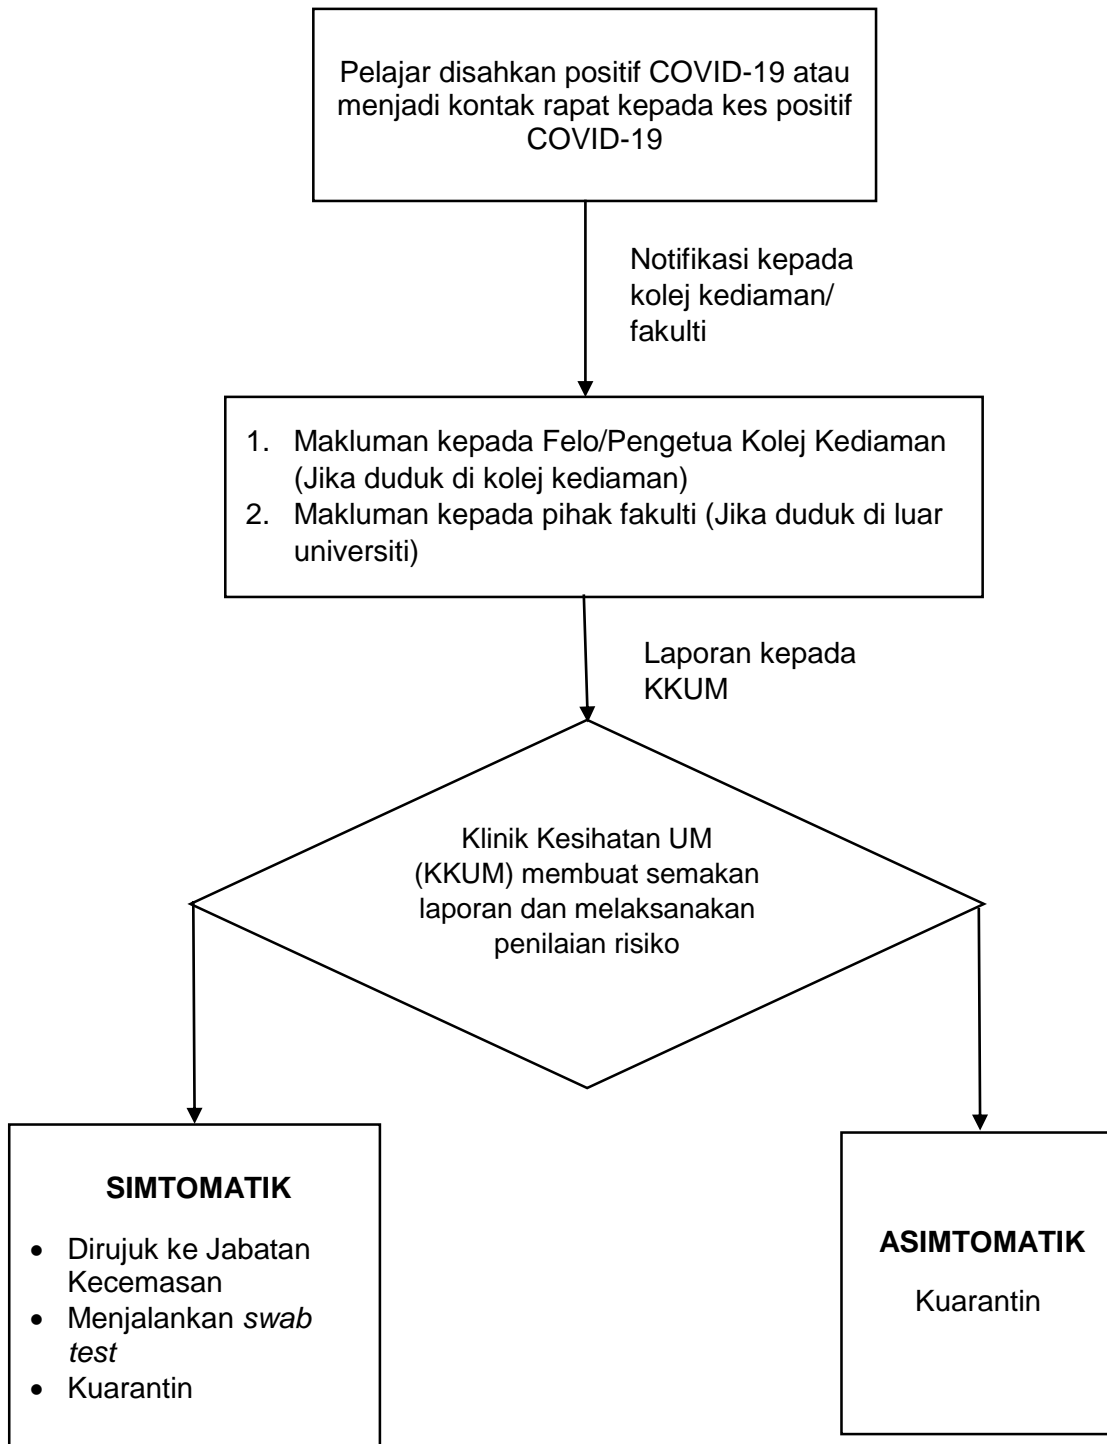 Pelajar disahkan positif COVID-19 atau
menjadi kontak rapat kepada kes positif
COVID-19
Notifikasi kepada
kolej kediaman/
fakulti
1. Makluman kepada Felo/Pengetua Kolej Kediaman
(Jika duduk di kolej kediaman)
2. Makluman kepada pihak fakulti (Jika duduk di luar
universiti)
Laporan kepada
KKUM
Klinik Kesihatan UM
(KKUM) membuat semakan
laporan dan melaksanakan
penilaian risiko
SIMTOMATIK
• Dirujuk ke Jabatan
Kecemasan
• Menjalankan swab
test
• Kuarantin
ASIMTOMATIK
Kuarantin